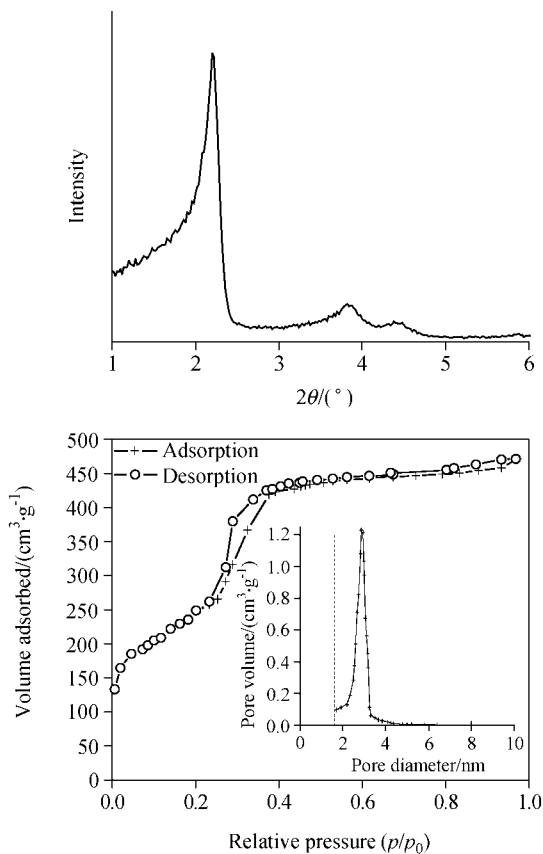 Intensity
1 2 3 4 5 6
2θ/(°)
500
450
400
350
300
250
200
150
100
50
0
Volume adsorbed/(cm³·g⁻¹)
Adsorption
Desorption
1.2
1.0
0.8
0.6
0.4
0.2
0.0
Pore volume/(cm³·g⁻¹)
0 2 4 6 8 10
Pore diameter/nm
0.0 0.2 0.4 0.6 0.8 1.0
Relative pressure (p/p₀)